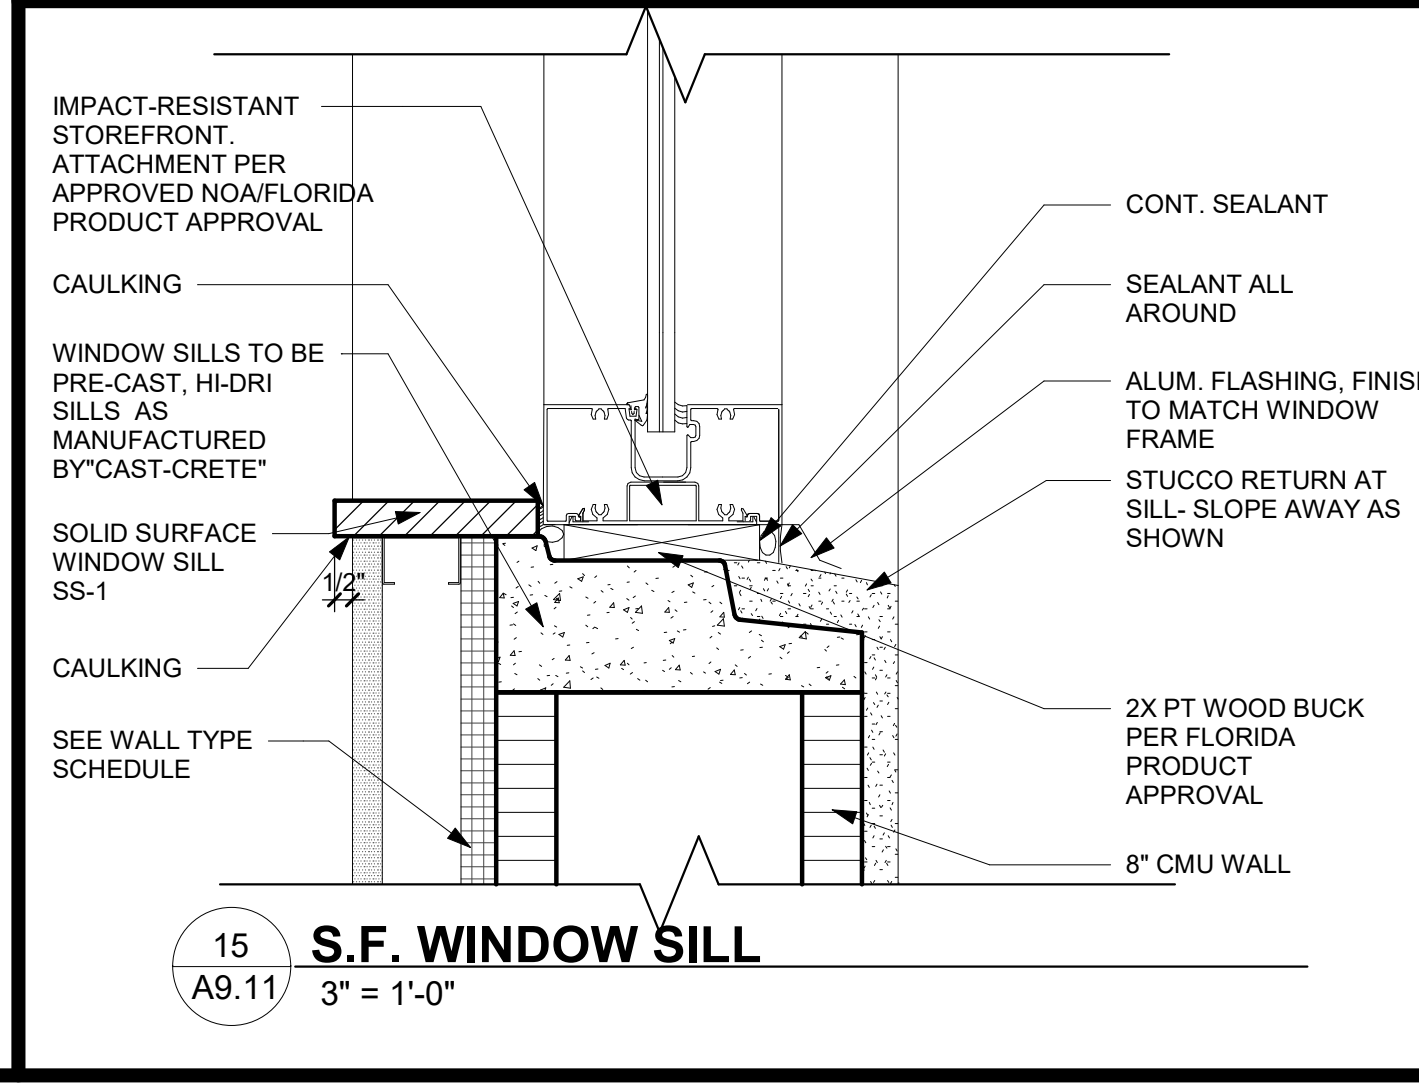 IMPACT-RESISTANT
STOREFRONT.
ATTACHMENT PER
APPROVED NOA/FLORIDA
PRODUCT APPROVAL
CAULKING
WINDOW SILLS TO BE
PRE-CAST, HI-DRI
SILLS AS
MANUFACTURED
BY"CAST-CRETE"
SOLID SURFACE
WINDOW SILL
SS-1
1/2"
CAULKING
SEE WALL TYPE
SCHEDULE
CONT. SEALANT
SEALANT ALL
AROUND
ALUM. FLASHING, FINISH
TO MATCH WINDOW
FRAME
STUCCO RETURN AT
SILL- SLOPE AWAY AS
SHOWN
2X PT WOOD BUCK
PER FLORIDA
PRODUCT
APPROVAL
8" CMU WALL
15
A9.11
S.F. WINDOW SILL
3" = 1'-0"